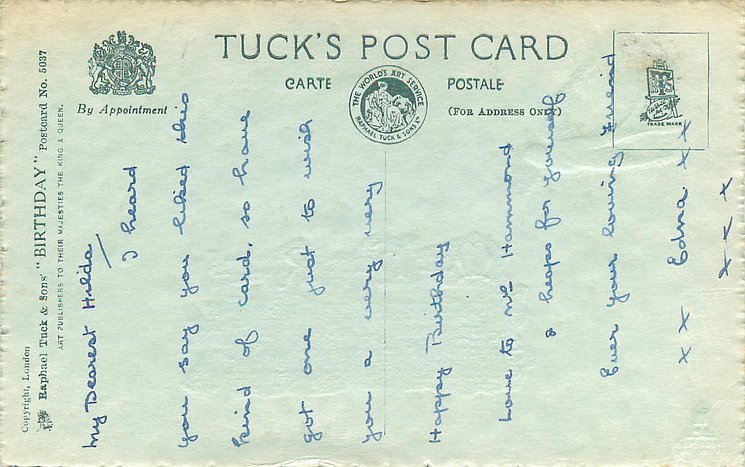 TUCK'S POST CARD
CARTE POSTALE
(FOR ADDRESS ONLY)
By Appointment
THE WORLD'S ART SERVICE
RAPHAEL TUCK & SONS LTD
TRADE MARK
Copyright, London
Raphael Tuck & Sons' "BIRTHDAY" Postcard No. 5037
ART PUBLISHERS TO THEIR MAJESTIES THE KING & QUEEN.
My Dearest Hilda/
I heard
you say you liked this
kind of card, so have
got one just to wish
you a very very
Happy Birthday
Love to Mr Hammond
& heaps for yourself
Ever your loving friend
x x Edna x x
x x x